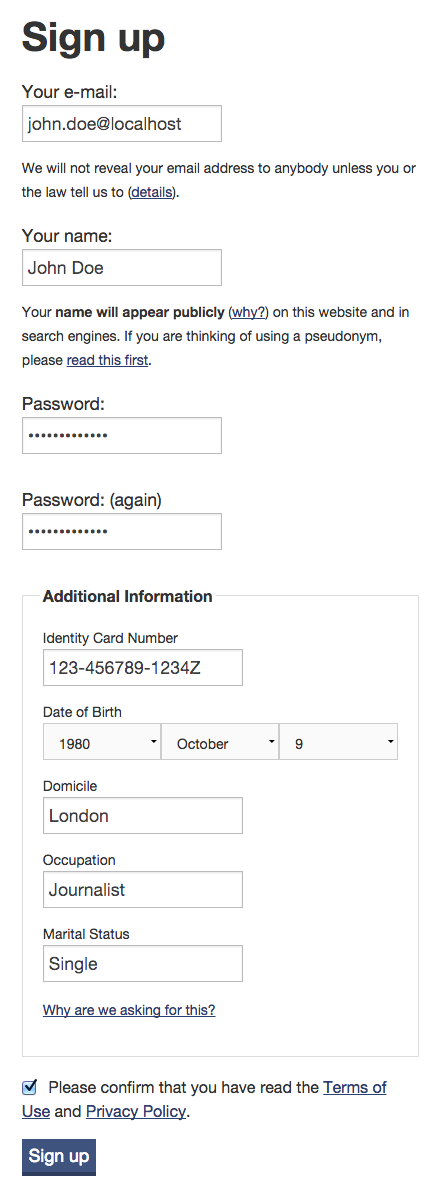 Sign up
Your e-mail:
john.doe@localhost
We will not reveal your email address to anybody unless you or
the law tell us to (details).
Your name:
John Doe
Your name will appear publicly (why?) on this website and in
search engines. If you are thinking of using a pseudonym,
please read this first.
Password:
•••••••••••••
Password: (again)
•••••••••••••
Additional Information
Identity Card Number
123-456789-1234Z
Date of Birth
1980 October 9
Domicile
London
Occupation
Journalist
Marital Status
Single
Why are we asking for this?
Please confirm that you have read the Terms of
Use and Privacy Policy.
Sign up